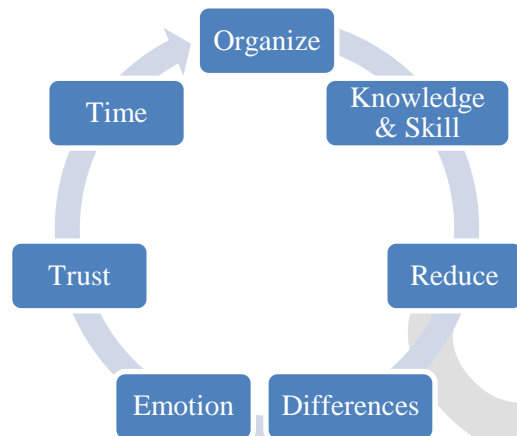 Organize
Knowledge
& Skill
Reduce
Differences
Emotion
Trust
Time